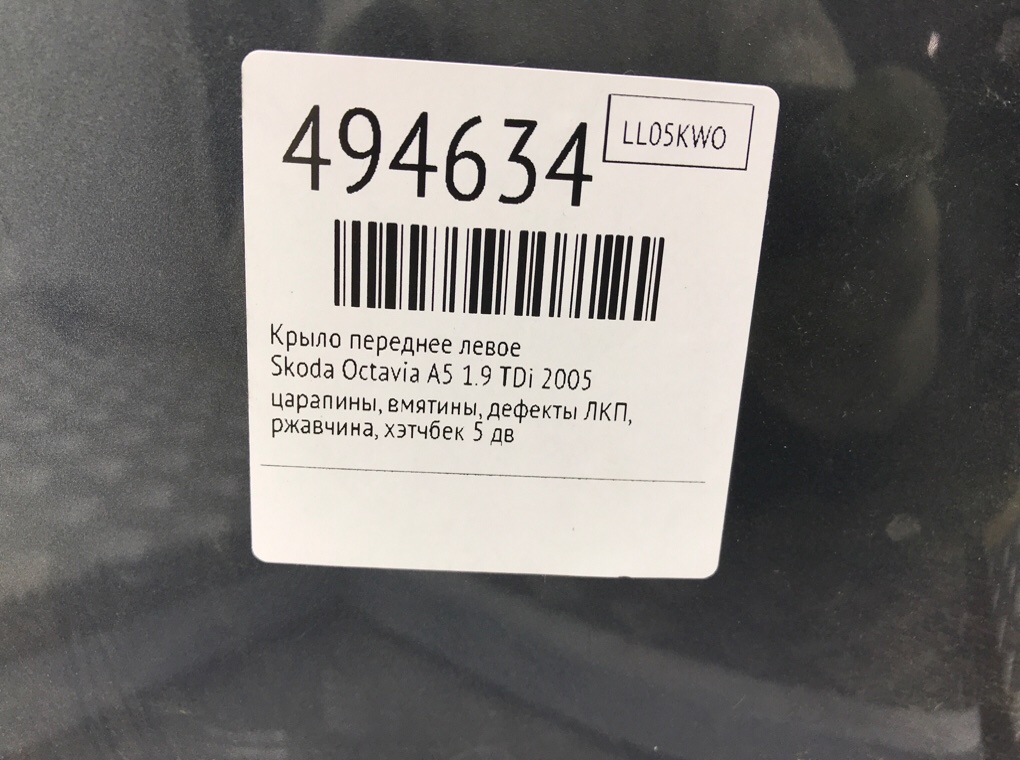 494634
LL05KWO
Крыло переднее левое
Skoda Octavia A5 1.9 TDi 2005
царапины, вмятины, дефекты ЛКП,
ржавчина, хэтчбек 5 дв